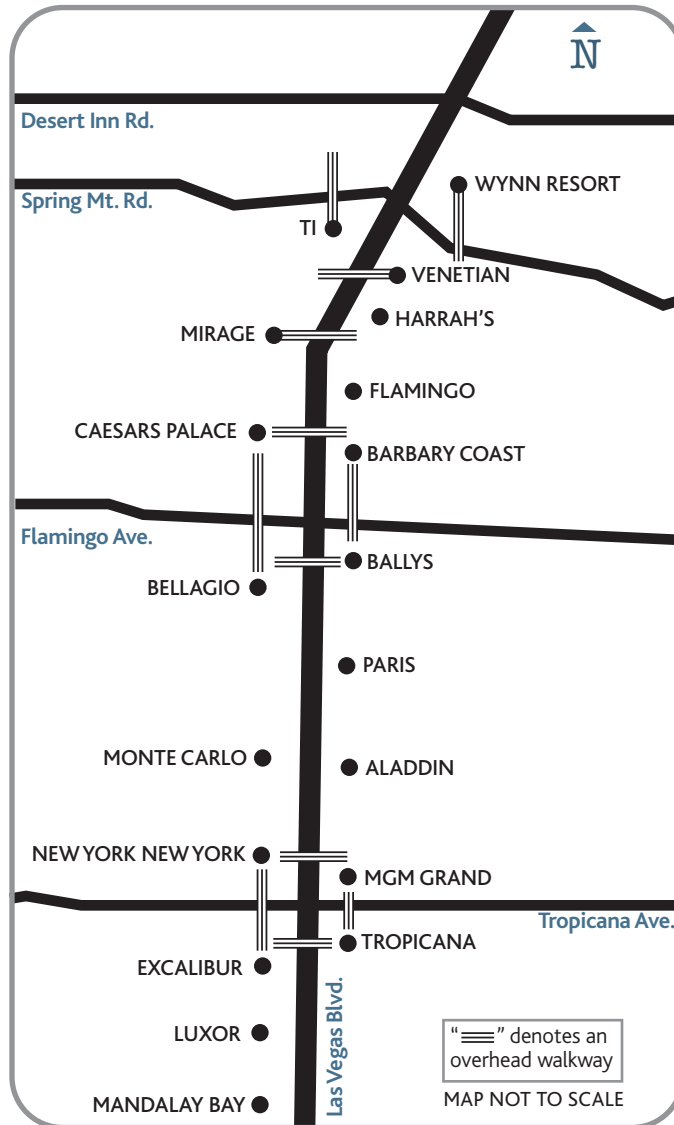 N
Desert Inn Rd.
WYNN RESORT
Spring Mt. Rd.
TI
VENETIAN
HARRAH'S
MIRAGE
FLAMINGO
CAESARS PALACE
BARBARY COAST
Flamingo Ave.
BALLYS
BELLAGIO
PARIS
MONTE CARLO
ALADDIN
NEW YORK NEW YORK
MGM GRAND
Tropicana Ave.
TROPICANA
EXCALIBUR
Las Vegas Blvd.
LUXOR
“ ” denotes an
overhead walkway
MAP NOT TO SCALE
MANDALAY BAY